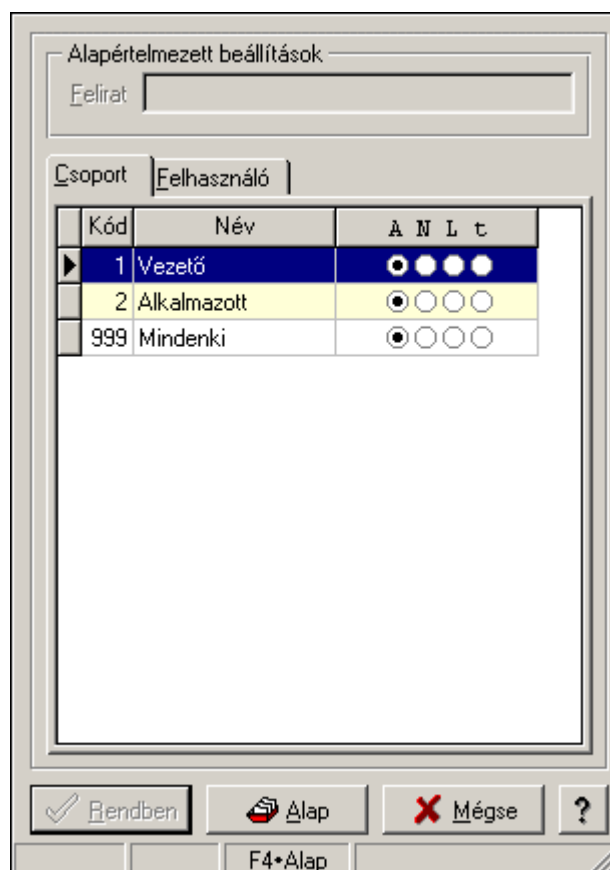 Alapértelmezett beállítások
Felirat
Csoport Felhasználó
Kód Név A N L t
1 Vezető
2 Alkalmazott
999 Mindenki
Rendben Alap Mégse ?
F4•Alap